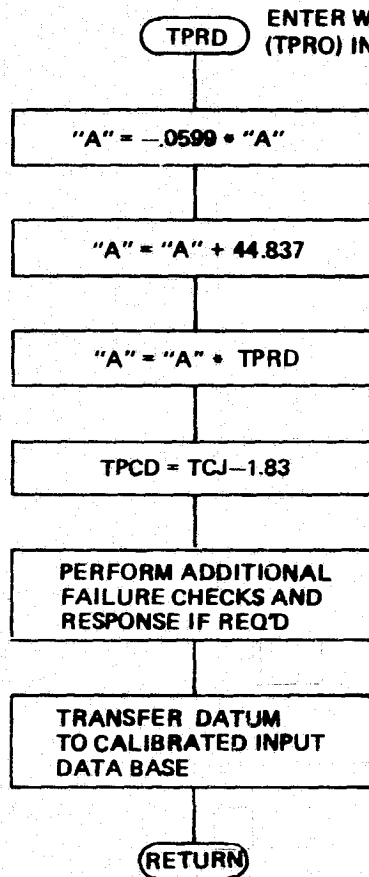 TPRD
ENTER W
(TPRO) IN
"A" = -.0599 * "A"
"A" = "A" + 44.837
"A" = "A" * TPRD
TPCD = TCJ-1.83
PERFORM ADDITIONAL
FAILURE CHECKS AND
RESPONSE IF REQ'D
TRANSFER DATUM
TO CALIBRATED INPUT
DATA BASE
RETURN